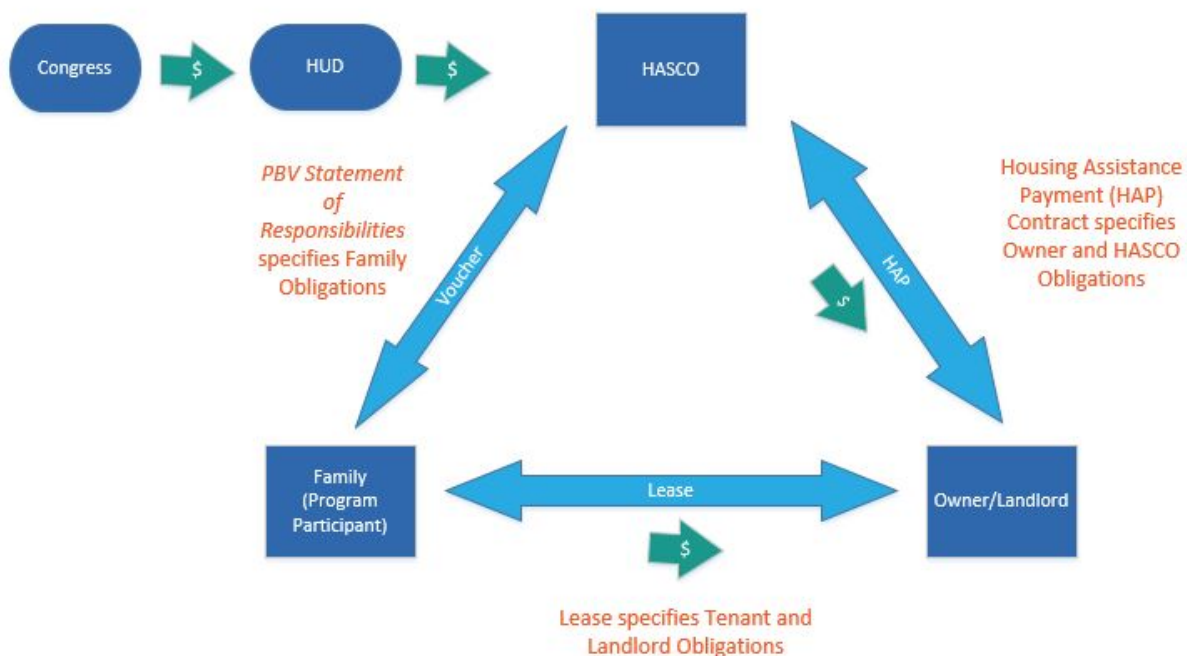 Congress
$
HUD
$
HASCO
PBV Statement
of
Responsibilities
specifies Family
Obligations
Voucher
HAP
$
Housing Assistance
Payment (HAP)
Contract specifies
Owner and HASCO
Obligations
Family
(Program
Participant)
Lease
$
Owner/Landlord
Lease specifies Tenant and
Landlord Obligations